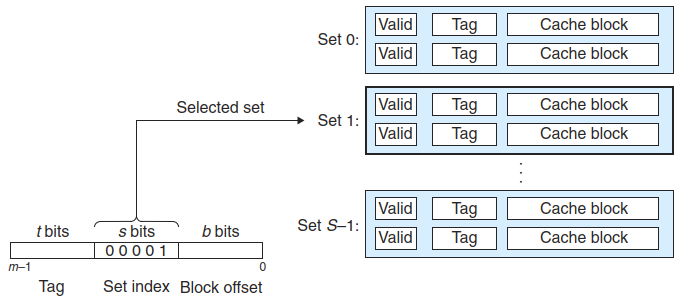 Set 0:
Valid Tag Cache block
Valid Tag Cache block
Selected set
Set 1:
Valid Tag Cache block
Valid Tag Cache block
. . .
Set S–1:
Valid Tag Cache block
Valid Tag Cache block
t bits s bits b bits
0 0 0 0 1
m–1 0
Tag Set index Block offset